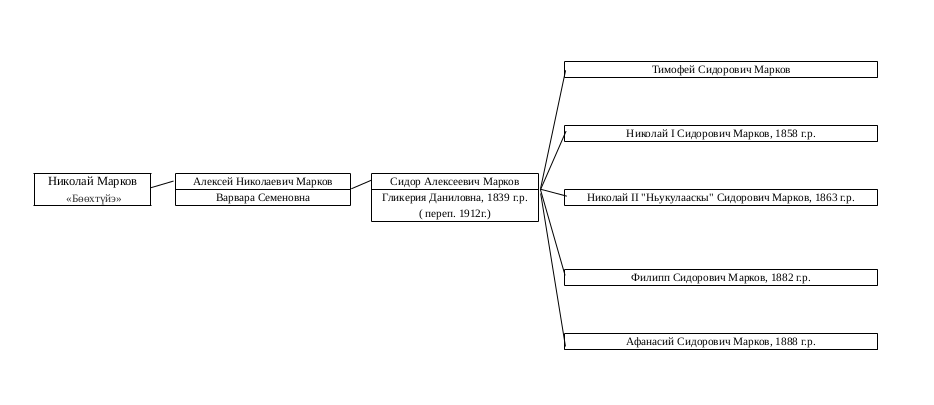 Николай Марков
«Бөөхтүйэ»
Алексей Николаевич Марков
Варвара Семеновна
Сидор Алексеевич Марков
Гликерия Даниловна, 1839 г.р.
( переп. 1912г.)
Тимофей Сидорович Марков
Николай I Сидорович Марков, 1858 г.р.
Николай II "Ньукулааскы" Сидорович Марков, 1863 г.р.
Филипп Сидорович Марков, 1882 г.р.
Афанасий Сидорович Марков, 1888 г.р.